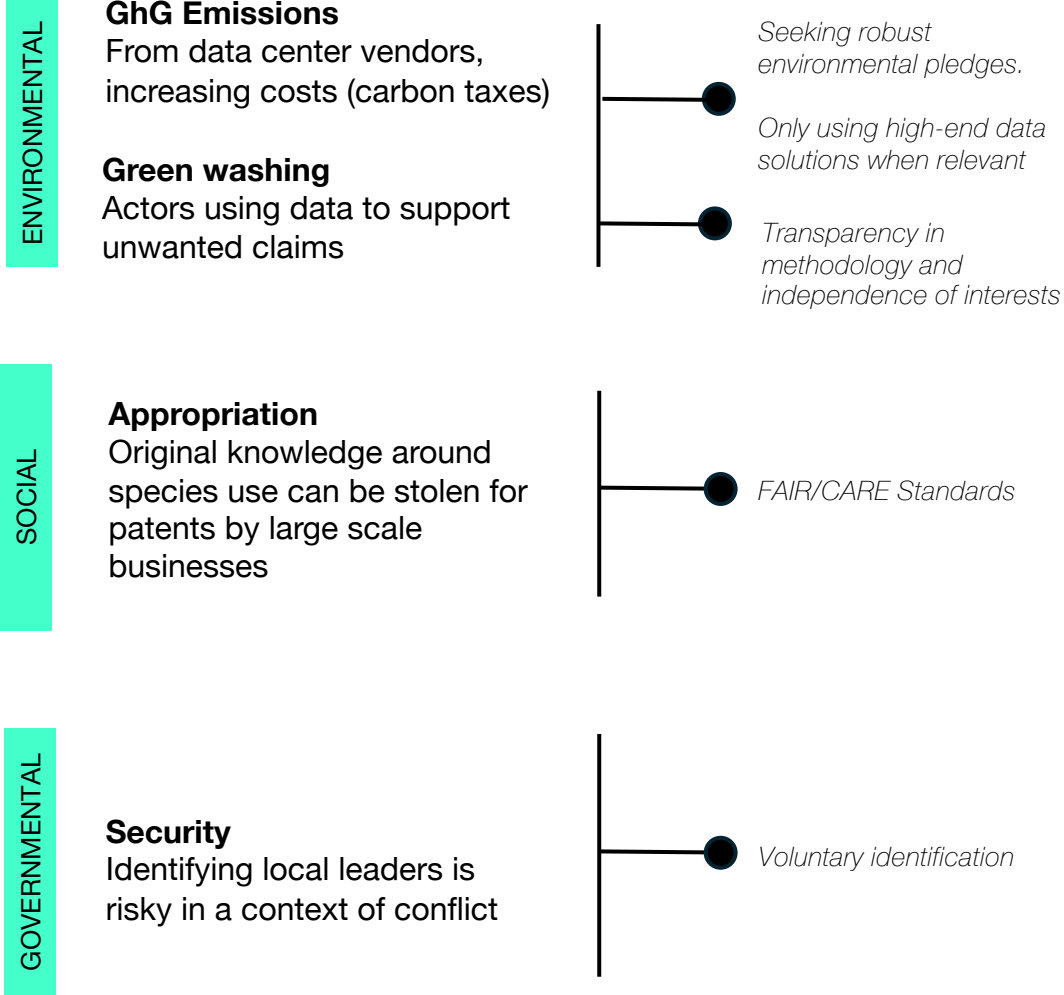 ENVIRONMENTAL
GhG Emissions
From data center vendors,
increasing costs (carbon taxes)
Seeking robust
environmental pledges.
Only using high-end data
solutions when relevant
Green washing
Actors using data to support
unwanted claims
Transparency in
methodology and
independence of interests
SOCIAL
Appropriation
Original knowledge around
species use can be stolen for
patents by large scale
businesses
FAIR/CARE Standards
GOVERNMENTAL
Security
Identifying local leaders is
risky in a context of conflict
Voluntary identification